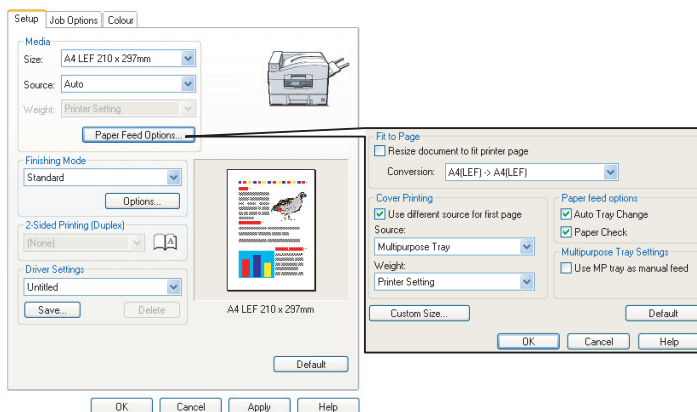 Setup Job Options Colour
Media
Size: A4 LEF 210 x 297mm
Source: Auto
Weight: Printer Setting
Paper Feed Options...
Finishing Mode
Standard
Options...
2-Sided Printing (Duplex)
(None)
A
Driver Settings
Untitled
Save... Delete
A4 LEF 210 x 297mm
Default
OK Cancel Apply Help
Fit to Page
Resize document to fit printer page
Conversion: A4(LEF) -> A4(LEF)
Cover Printing
Use different source for first page
Source:
Multipurpose Tray
Weight:
Printer Setting
Paper feed options
Auto Tray Change
Paper Check
Multipurpose Tray Settings
Use MP tray as manual feed
Custom Size... Default
OK Cancel Help